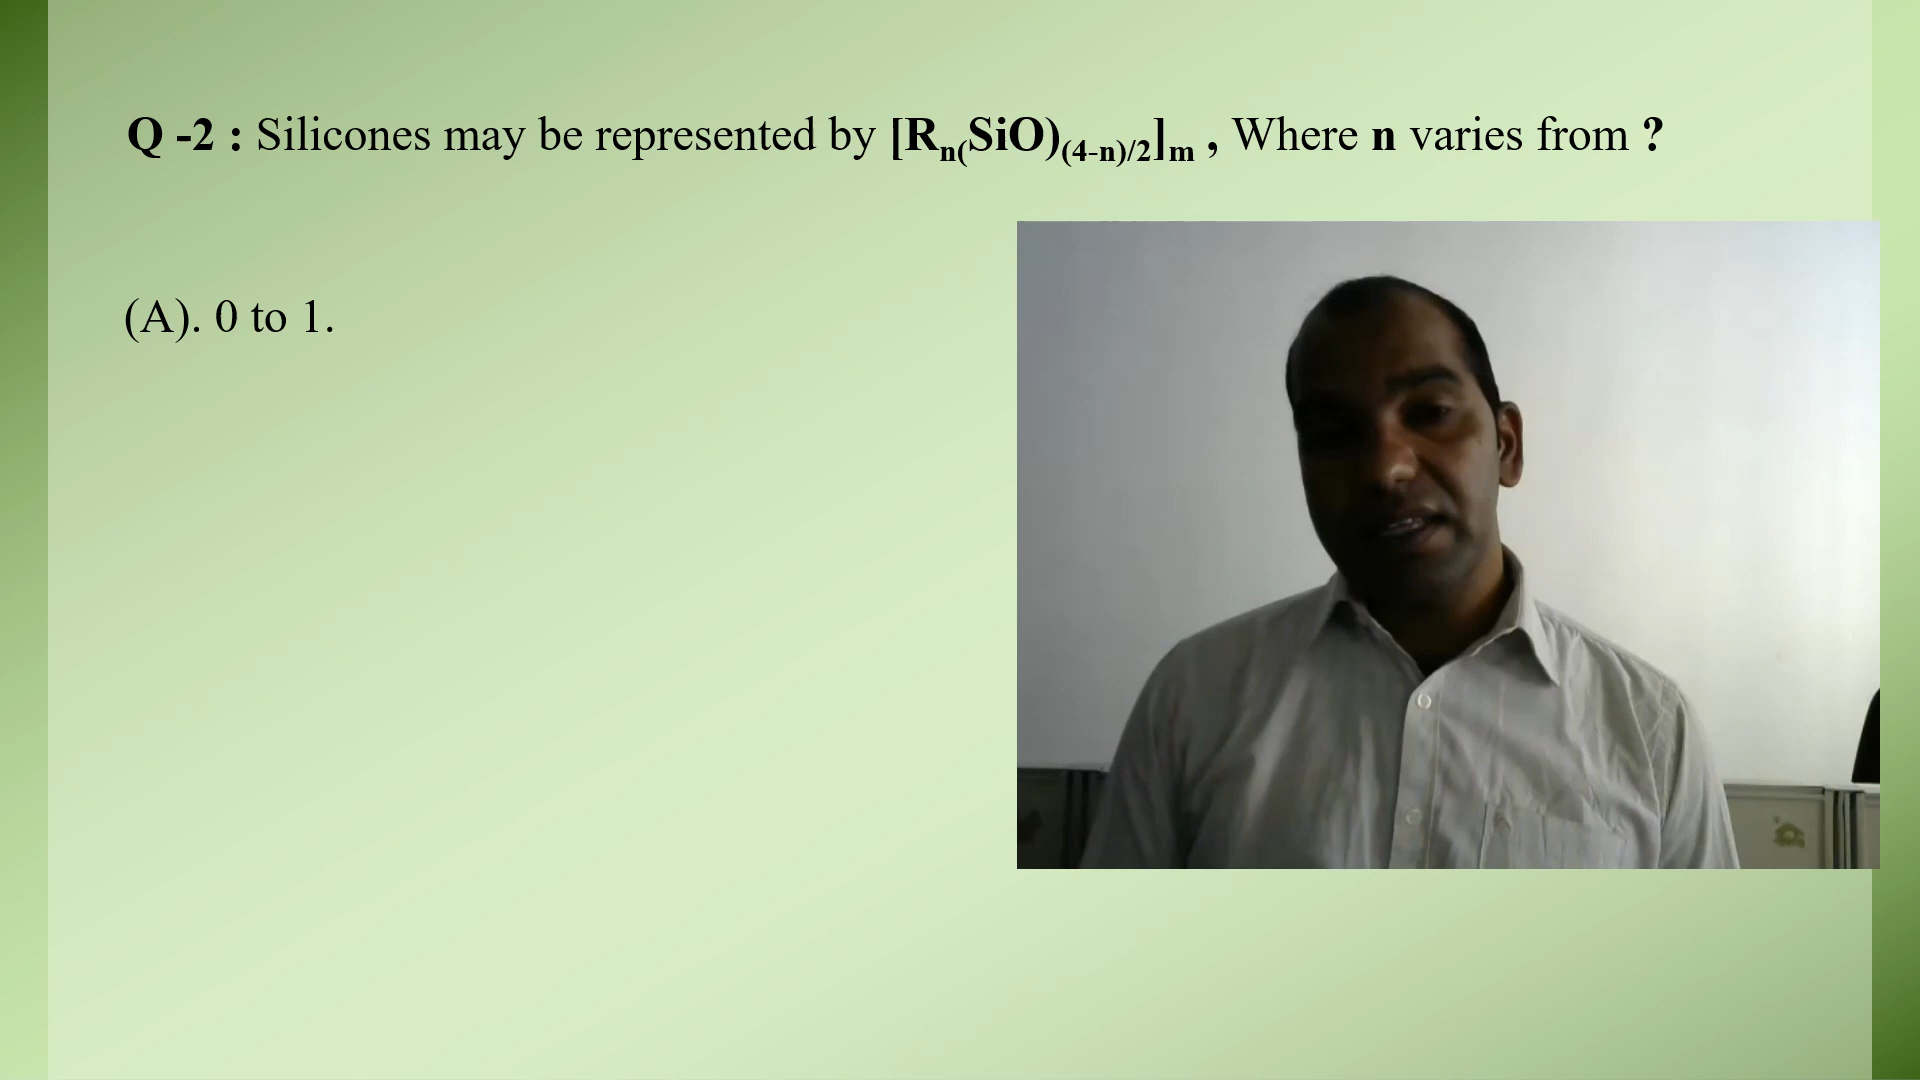 Q -2 : Silicones may be represented by [Rn(SiO)(4-n)/2]m , Where n varies from ?
(A). 0 to 1.